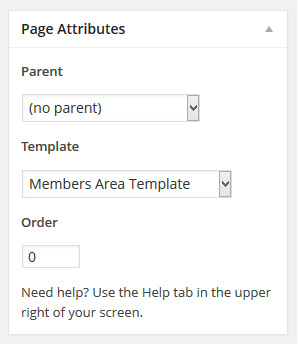 Page Attributes
Parent
(no parent)
Template
Members Area Template
Order
0
Need help? Use the Help tab in the upper
right of your screen.